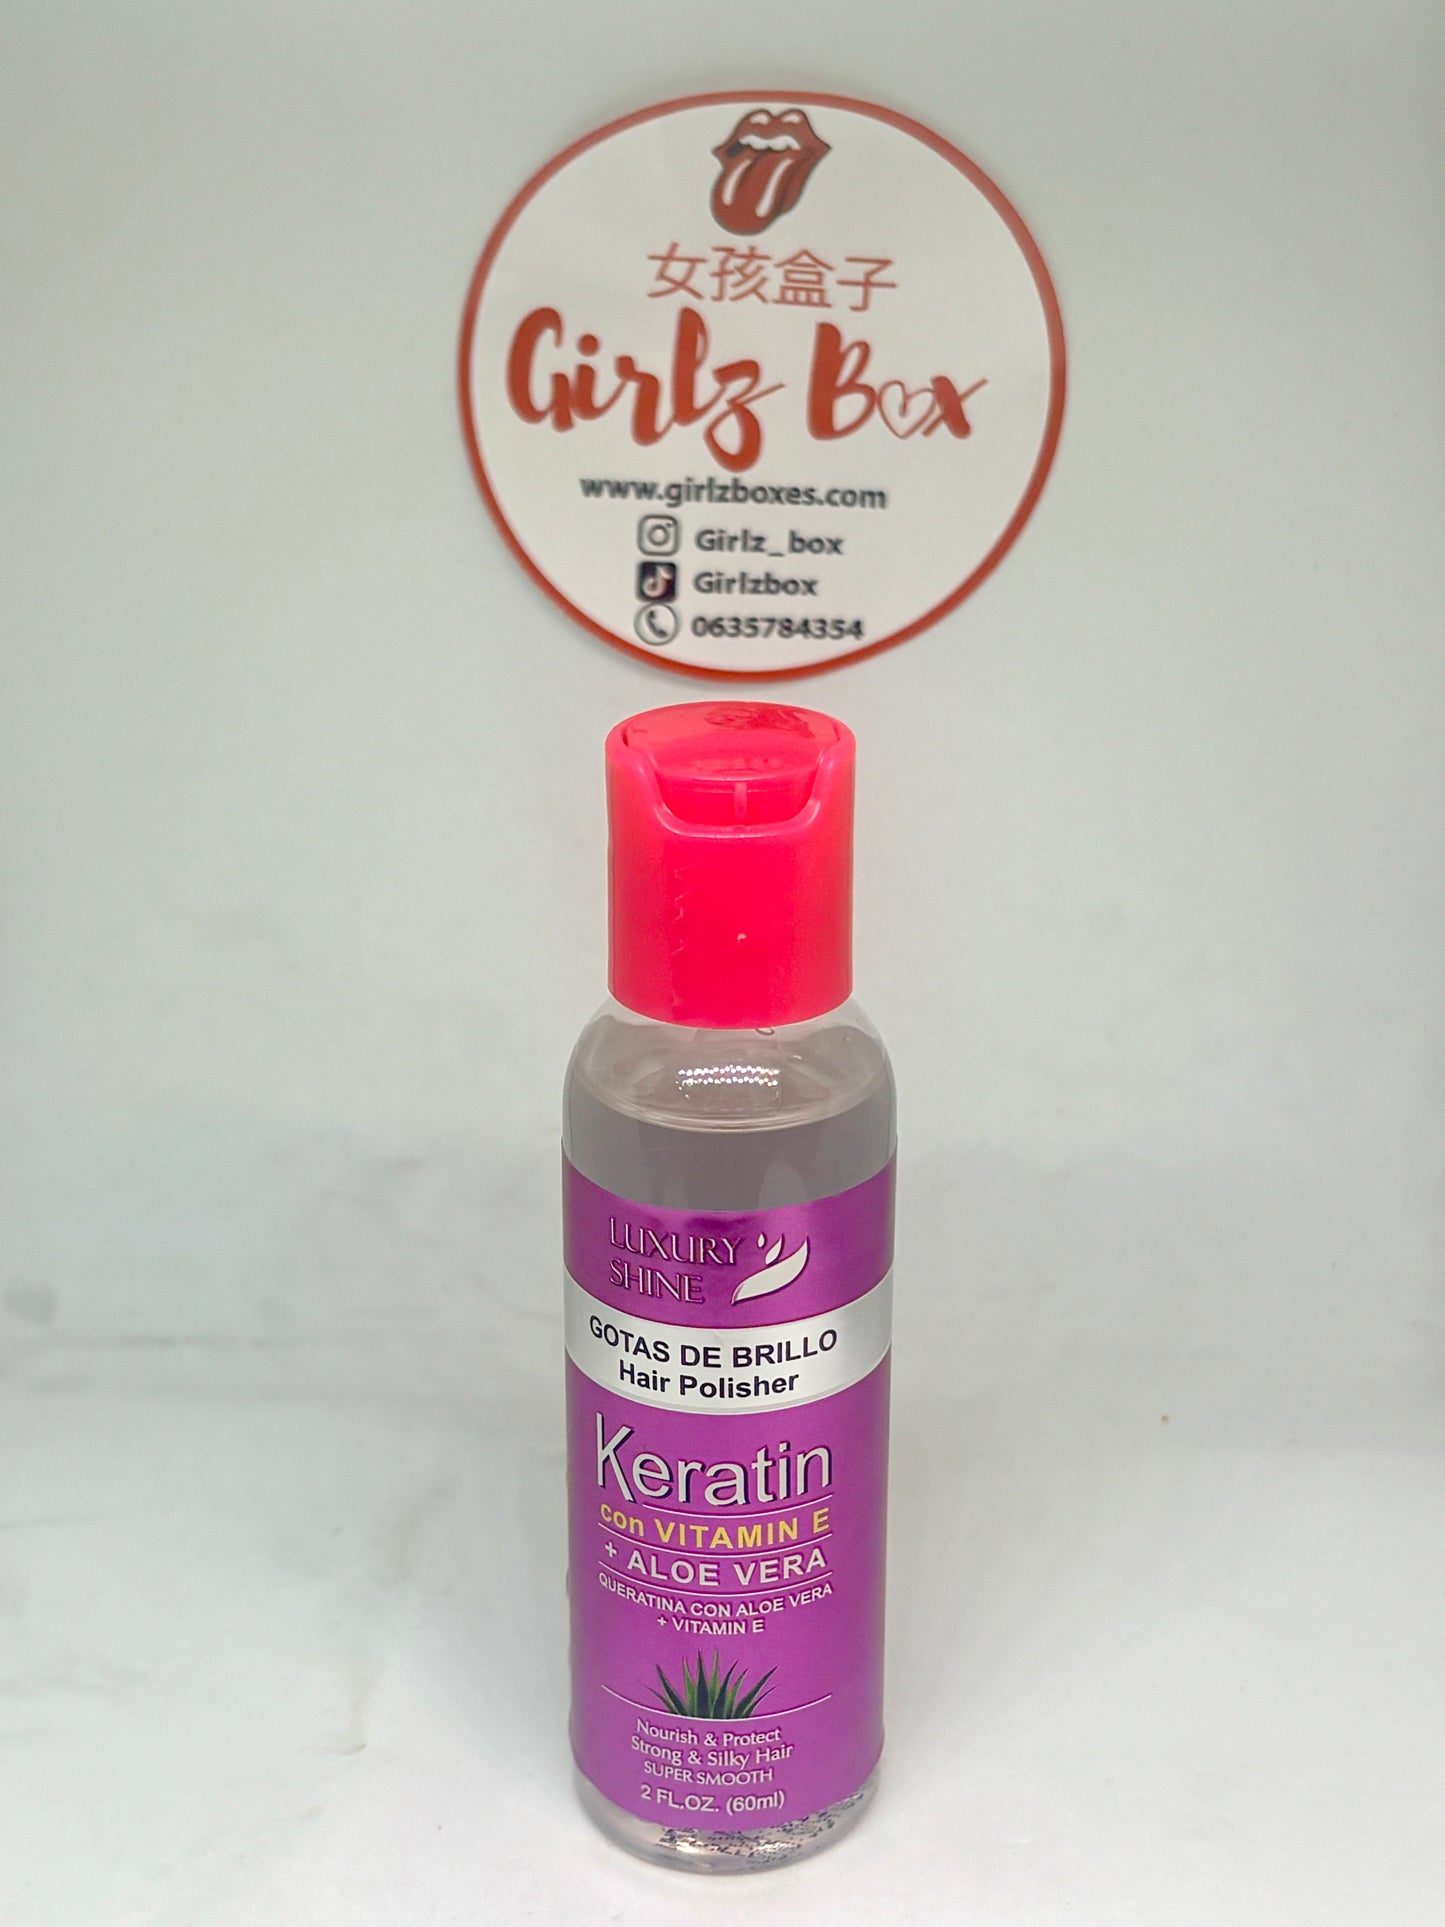 女孩盒子
Girlz Box
www.girlzboxes.com
Girlz_box
Girlzbox
0635784354
LUXURY
SHINE
GOTAS DE BRILLO
Hair Polisher
Keratin
con VITAMIN E
+ ALOE VERA
QUERATINA CON ALOE VERA
+ VITAMIN E
Nourish & Protect
Strong & Silky Hair
SUPER SMOOTH
2 FL.OZ. (60ml)